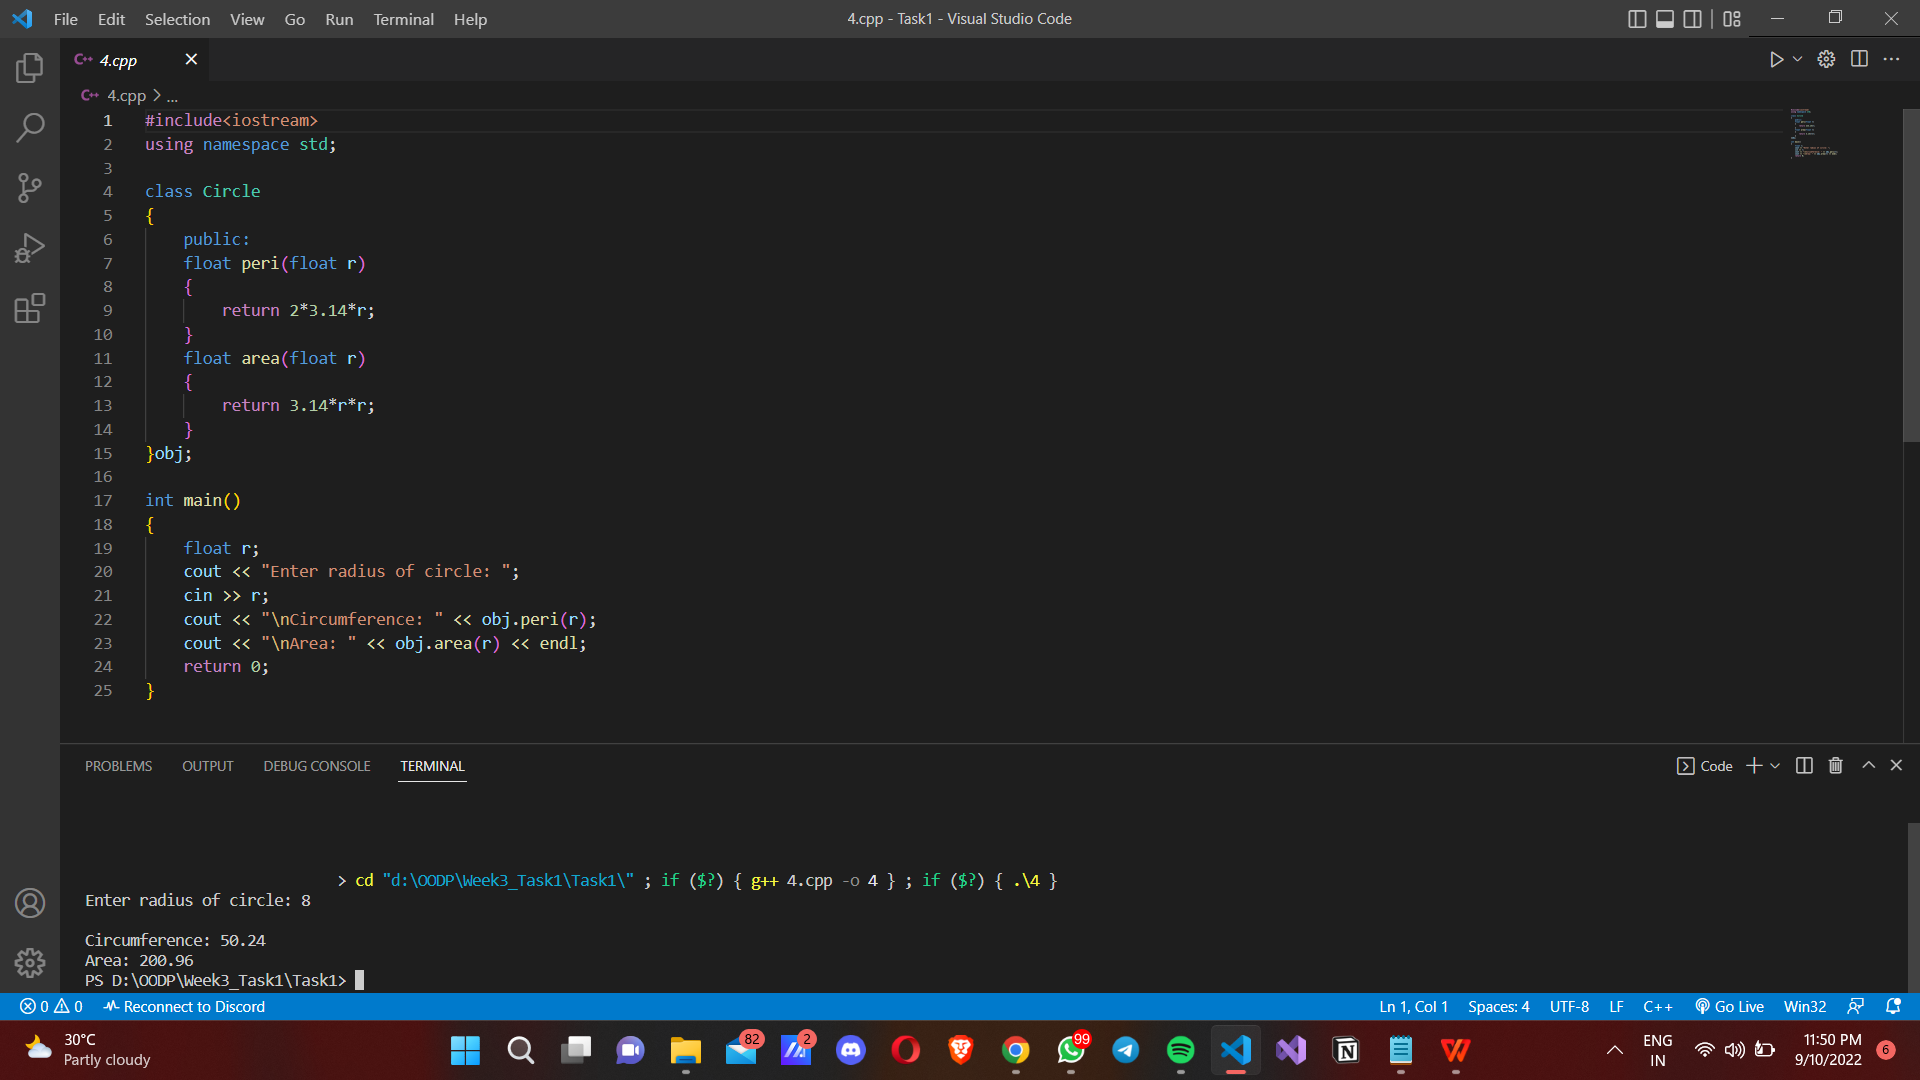 File Edit Selection View Go Run Terminal Help
4.cpp - Task1 - Visual Studio Code
C++ 4.cpp
C++ 4.cpp > ...
1 #include<iostream>
2 using namespace std;
3
4 class Circle
5 {
6 public:
7 float peri(float r)
8 {
9 return 2*3.14*r;
10 }
11 float area(float r)
12 {
13 return 3.14*r*r;
14 }
15 }obj;
16
17 int main()
18 {
19 float r;
20 cout << "Enter radius of circle: ";
21 cin >> r;
22 cout << "\nCircumference: " << obj.peri(r);
23 cout << "\nArea: " << obj.area(r) << endl;
24 return 0;
25 }
PROBLEMS OUTPUT DEBUG CONSOLE TERMINAL
Code
> cd "d:\OODP\Week3_Task1\Task1\" ; if ($?) { g++ 4.cpp -o 4 } ; if ($?) { .\4 }
Enter radius of circle: 8
Circumference: 50.24
Area: 200.96
PS D:\OODP\Week3_Task1\Task1>
0 0 Reconnect to Discord
Ln 1, Col 1 Spaces: 4 UTF-8 LF C++ Go Live Win32
30°C
Partly cloudy
82
2
99
ENG
IN
11:50 PM
9/10/2022
6